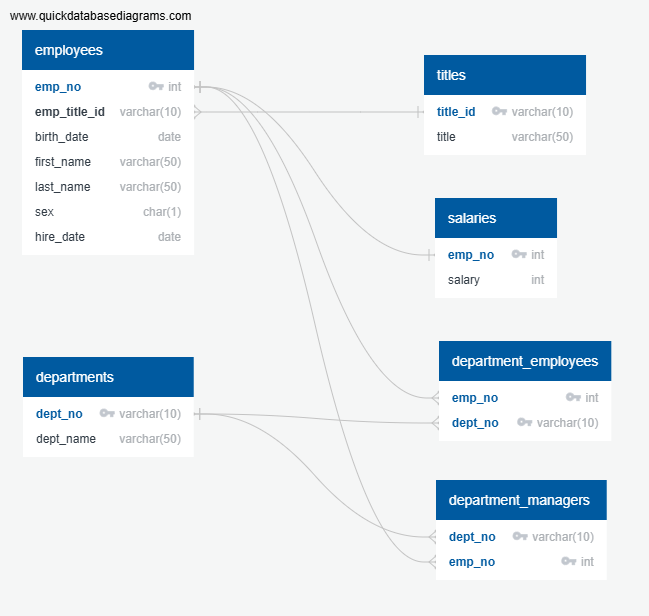 www.quickdatabasediagrams.com
employees
emp_no int
emp_title_id varchar(10)
birth_date date
first_name varchar(50)
last_name varchar(50)
sex char(1)
hire_date date
titles
title_id varchar(10)
title varchar(50)
salaries
emp_no int
salary int
departments
dept_no varchar(10)
dept_name varchar(50)
department_employees
emp_no int
dept_no varchar(10)
department_managers
dept_no varchar(10)
emp_no int